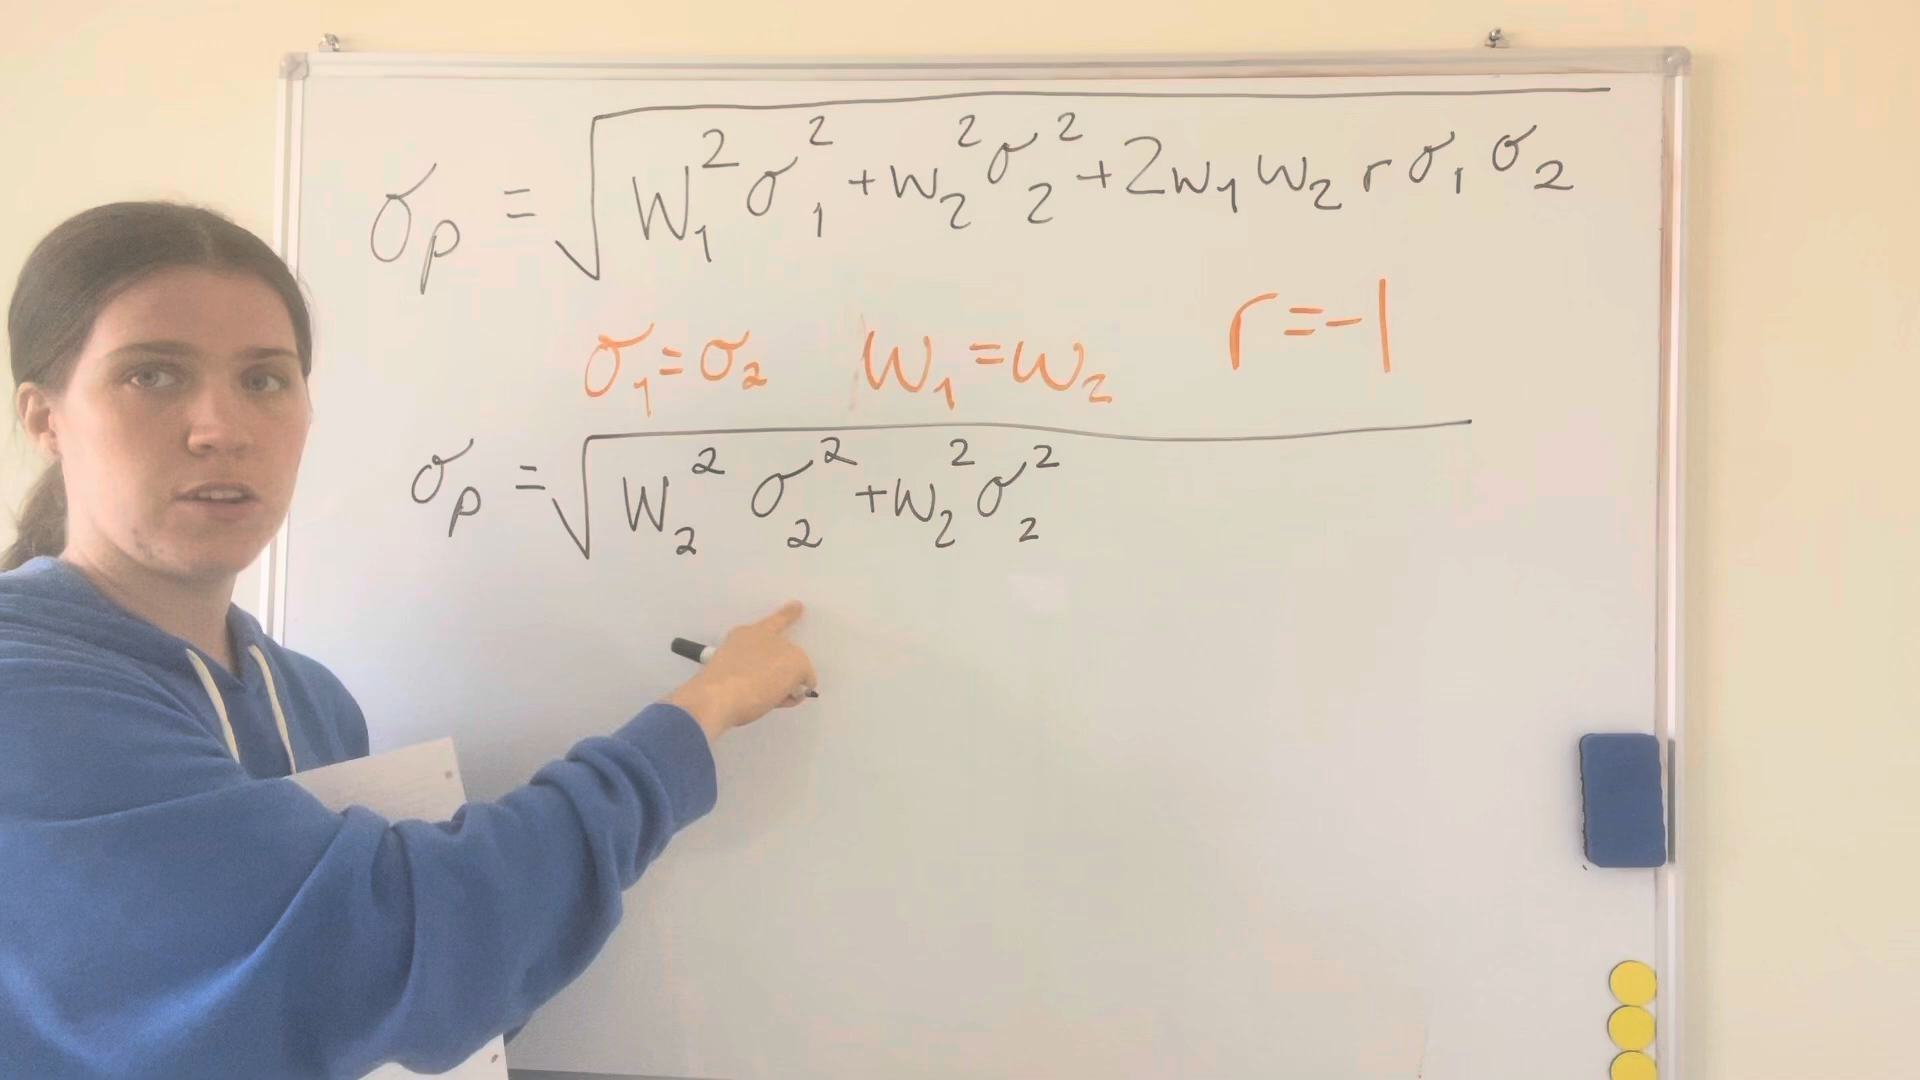 σₚ = √(W₁²σ₁² + w₂²σ₂² + 2w₁w₂rσ₁σ₂)
σ₁=σ₂ w₁=w₂ r=-1
σₚ = √(W₂²σ₂² + w₂²σ₂²